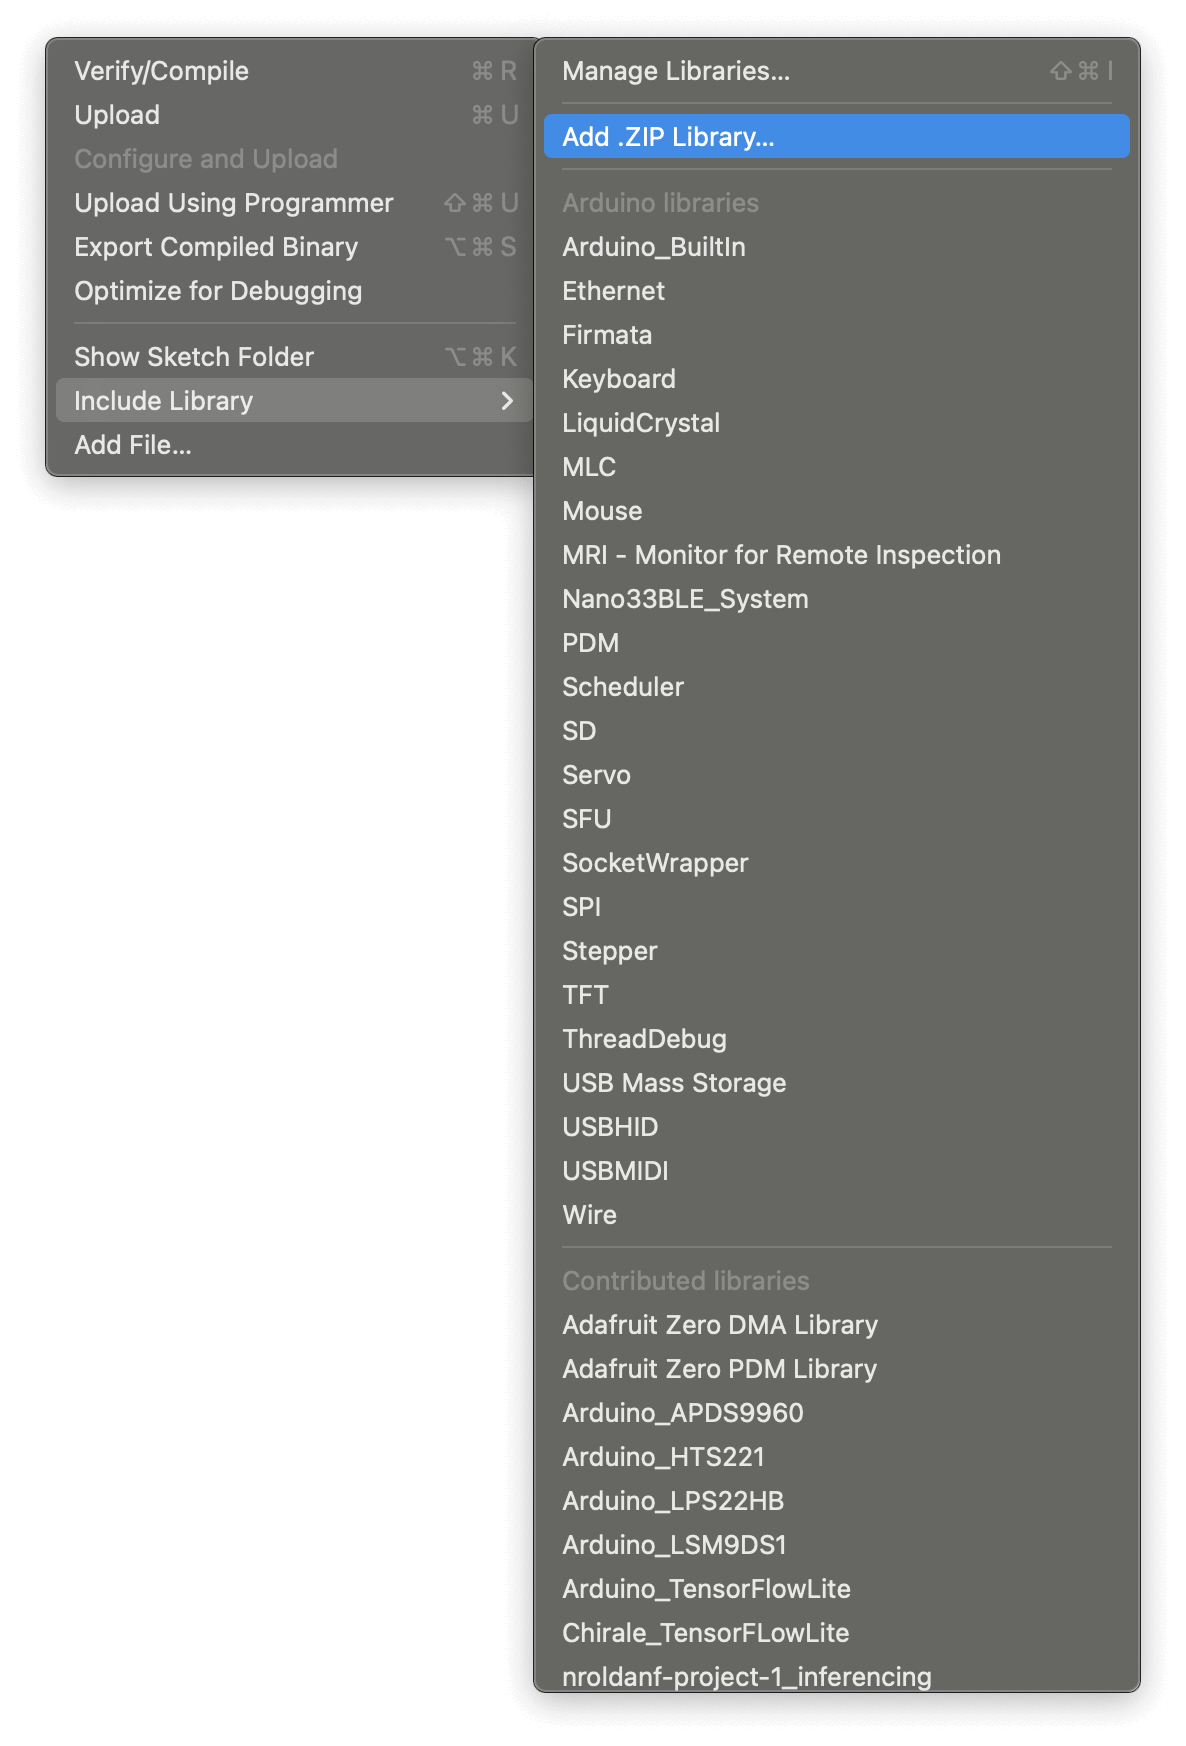 Verify/Compile ⌘ R
Upload ⌘ U
Configure and Upload
Upload Using Programmer ⇧ ⌘ U
Export Compiled Binary ⌥ ⌘ S
Optimize for Debugging
Show Sketch Folder ⌥ ⌘ K
Include Library >
Add File...
Manage Libraries... ⇧ ⌘ I
Add .ZIP Library...
Arduino libraries
Arduino_BuiltIn
Ethernet
Firmata
Keyboard
LiquidCrystal
MLC
Mouse
MRI - Monitor for Remote Inspection
Nano33BLE_System
PDM
Scheduler
SD
Servo
SFU
SocketWrapper
SPI
Stepper
TFT
ThreadDebug
USB Mass Storage
USBHID
USBMIDI
Wire
Contributed libraries
Adafruit Zero DMA Library
Adafruit Zero PDM Library
Arduino_APDS9960
Arduino_HTS221
Arduino_LPS22HB
Arduino_LSM9DS1
Arduino_TensorFlowLite
Chirale_TensorFLowLite
nroldanf-project-1_inferencing